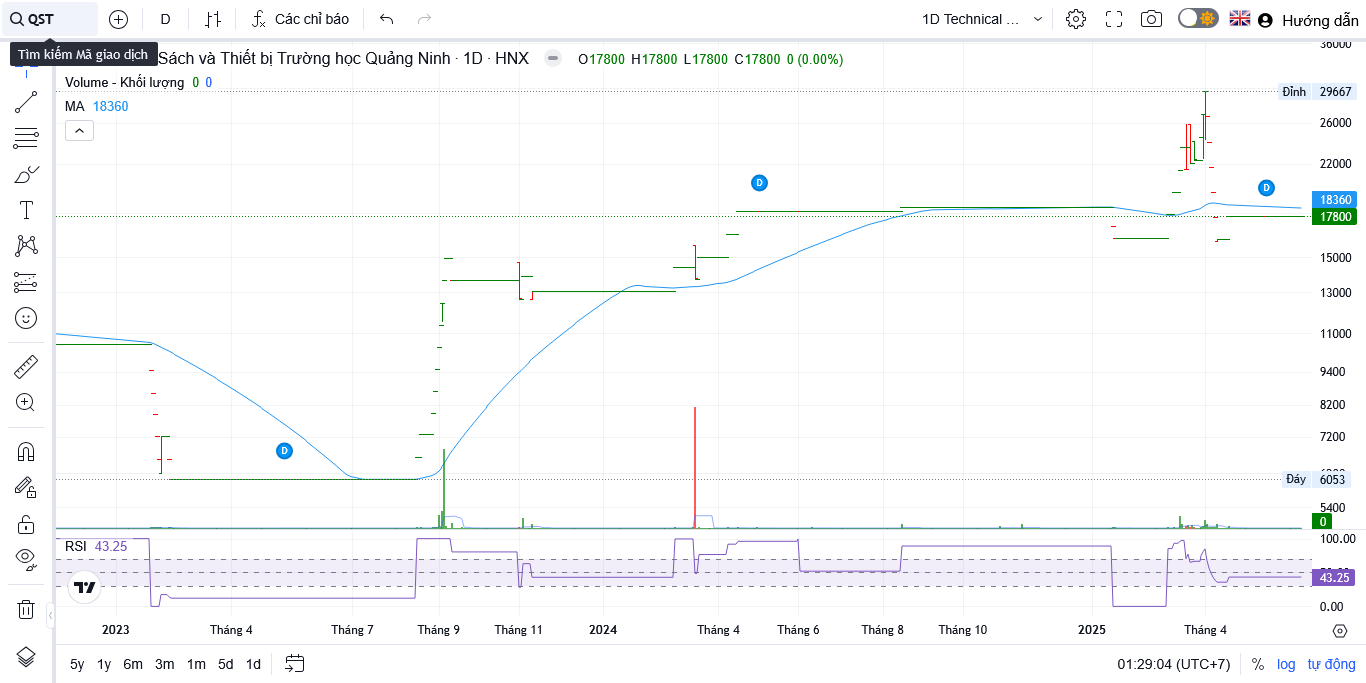 QST
D
Các chỉ báo
1D Technical ...
Hướng dẫn
Tìm kiếm Mã giao dịch
Sách và Thiết bị Trường học Quảng Ninh · 1D · HNX
O17800 H17800 L17800 C17800 0 (0.00%)
Volume - Khối lượng 0 0
MA 18360
36000
Đỉnh 29667
26000
22000
18360
17800
15000
13000
11000
9400
8200
7200
Đáy 6053
5400
0
D
D
D
RSI 43.25
100.00
43.25
0.00
2023
Tháng 4
Tháng 7
Tháng 9
Tháng 11
2024
Tháng 4
Tháng 6
Tháng 8
Tháng 10
2025
Tháng 4
5y 1y 6m 3m 1m 5d 1d
01:29:04 (UTC+7) % log tự động